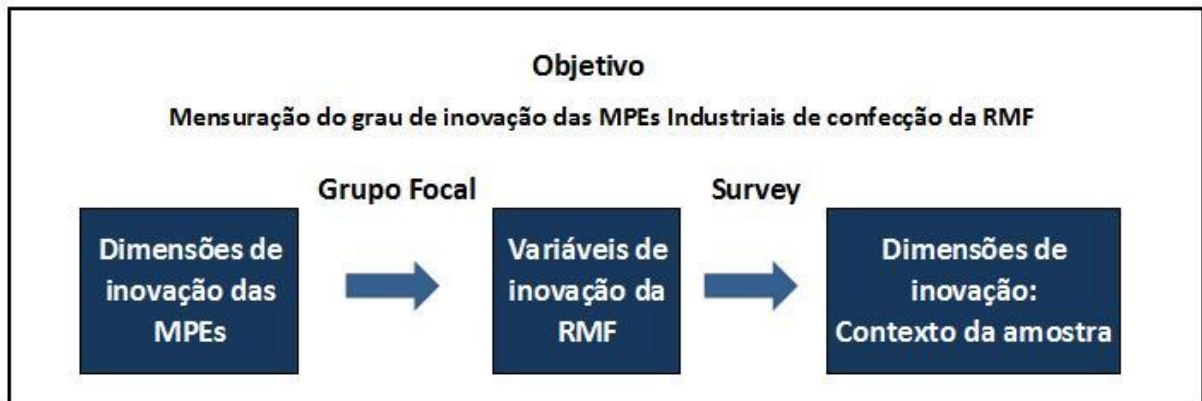 Objetivo
Mensuração do grau de inovação das MPEs Industriais de confecção da RMF
Grupo Focal
Survey
Dimensões de
inovação das
MPEs
Variáveis de
inovação da
RMF
Dimensões de
inovação:
Contexto da amostra